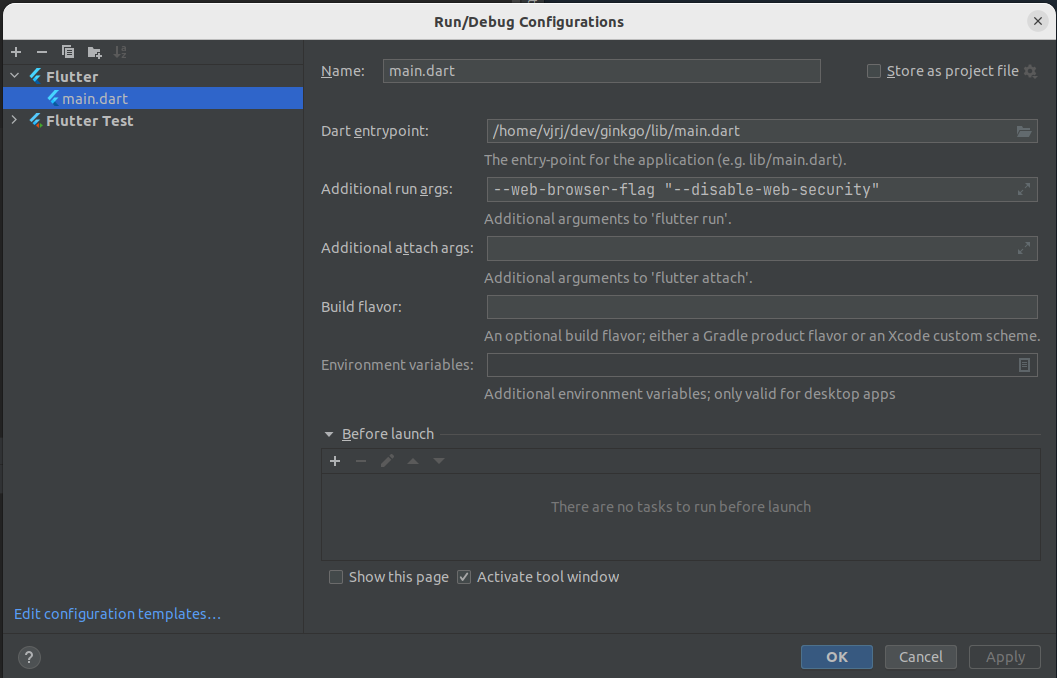 Run/Debug Configurations
Flutter
main.dart
Flutter Test
Name: main.dart Store as project file
Dart entrypoint: /home/vjrj/dev/ginkgo/lib/main.dart
The entry-point for the application (e.g. lib/main.dart).
Additional run args: --web-browser-flag "--disable-web-security"
Additional arguments to 'flutter run'.
Additional attach args:
Additional arguments to 'flutter attach'.
Build flavor:
An optional build flavor; either a Gradle product flavor or an Xcode custom scheme.
Environment variables:
Additional environment variables; only valid for desktop apps
Before launch
There are no tasks to run before launch
Show this page Activate tool window
Edit configuration templates...
? OK Cancel Apply